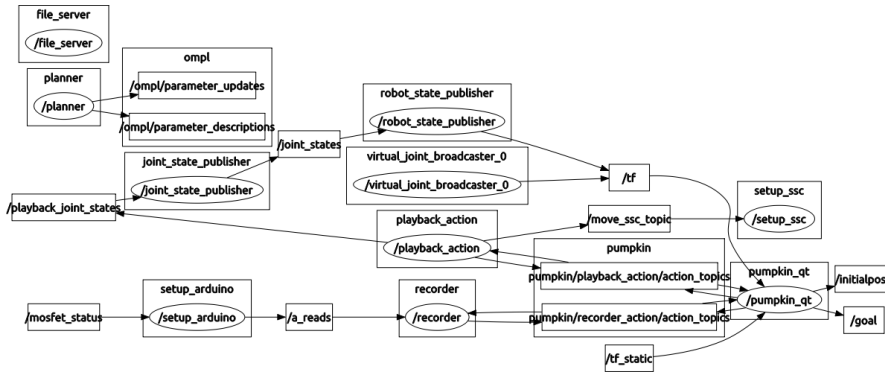 file_server
/file_server
planner
/planner
ompl
/ompl/parameter_updates
/ompl/parameter_descriptions
robot_state_publisher
/robot_state_publisher
/joint_states
joint_state_publisher
/joint_state_publisher
virtual_joint_broadcaster_0
/virtual_joint_broadcaster_0
/tf
/playback_joint_states
playback_action
/playback_action
/move_ssc_topic
setup_ssc
/setup_ssc
pumpkin
pumpkin/playback_action/action_topics
pumpkin/recorder_action/action_topics
pumpkin_qt
/pumpkin_qt
/initialpos
/goal
setup_arduino
/mosfet_status
/setup_arduino
/a_reads
recorder
/recorder
/tf_static